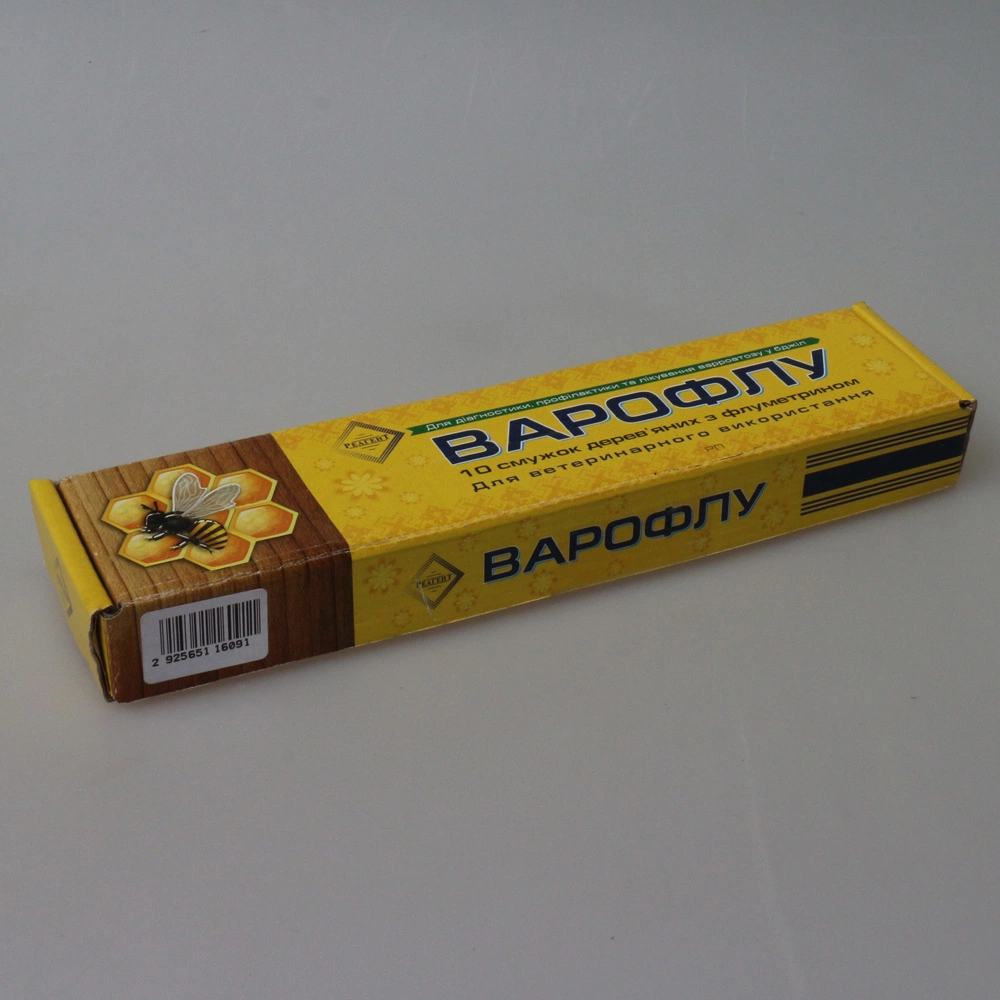 Для діагностики, профілактики та лікування варроатозу у бджіл
РЕАГЕНТ
ВАРОФЛУ
10 смужок дерев'яних з флуметрином
Для ветеринарного використання
РП
РЕАГЕНТ
ВАРОФЛУ
2 925651 16091